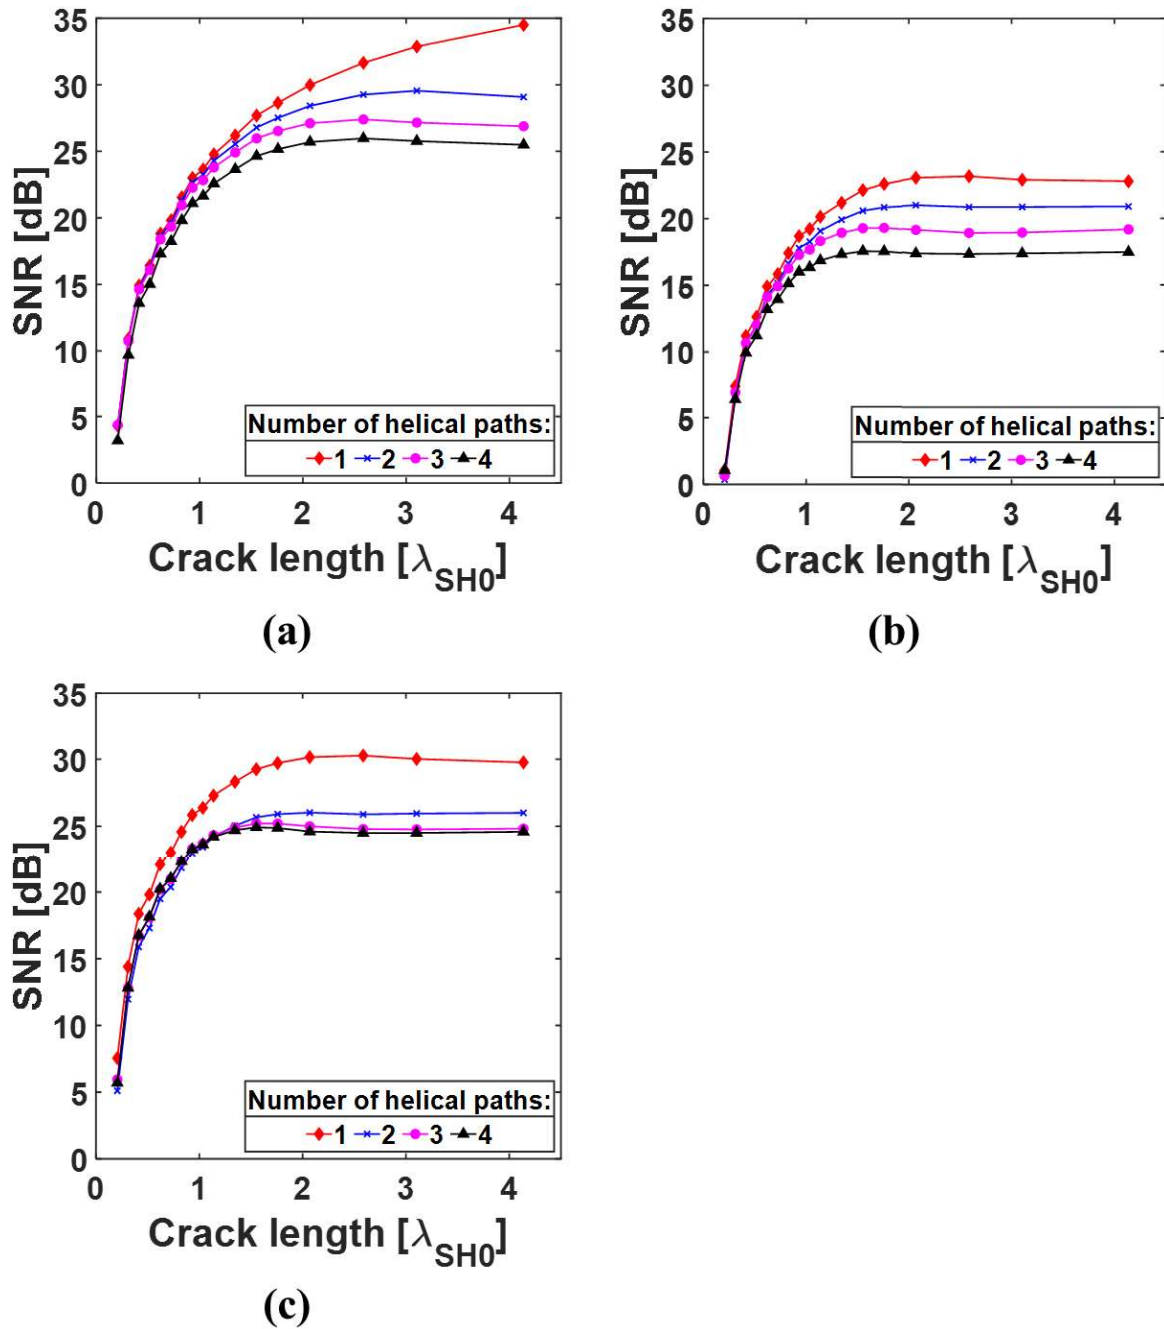 35
30
25
20
15
10
5
0
SNR [dB]
Number of helical paths:
1 2 3 4
0 1 2 3 4
Crack length [λSH0]
(a)
35
30
25
20
15
10
5
0
SNR [dB]
Number of helical paths:
1 2 3 4
0 1 2 3 4
Crack length [λSH0]
(b)
35
30
25
20
15
10
5
0
SNR [dB]
Number of helical paths:
1 2 3 4
0 1 2 3 4
Crack length [λSH0]
(c)